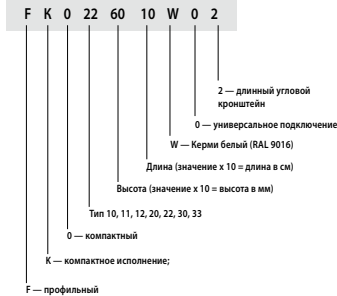 F K 0 22 60 10 W 0 2
2 — длинный угловой
кронштейн
0 — универсальное подключение
W — Керми белый (RAL 9016)
Длина (значение x 10 = длина в см)
Высота (значение x 10 = высота в мм)
Тип 10, 11, 12, 20, 22, 30, 33
0 — компактный
K — компактное исполнение;
F — профильный